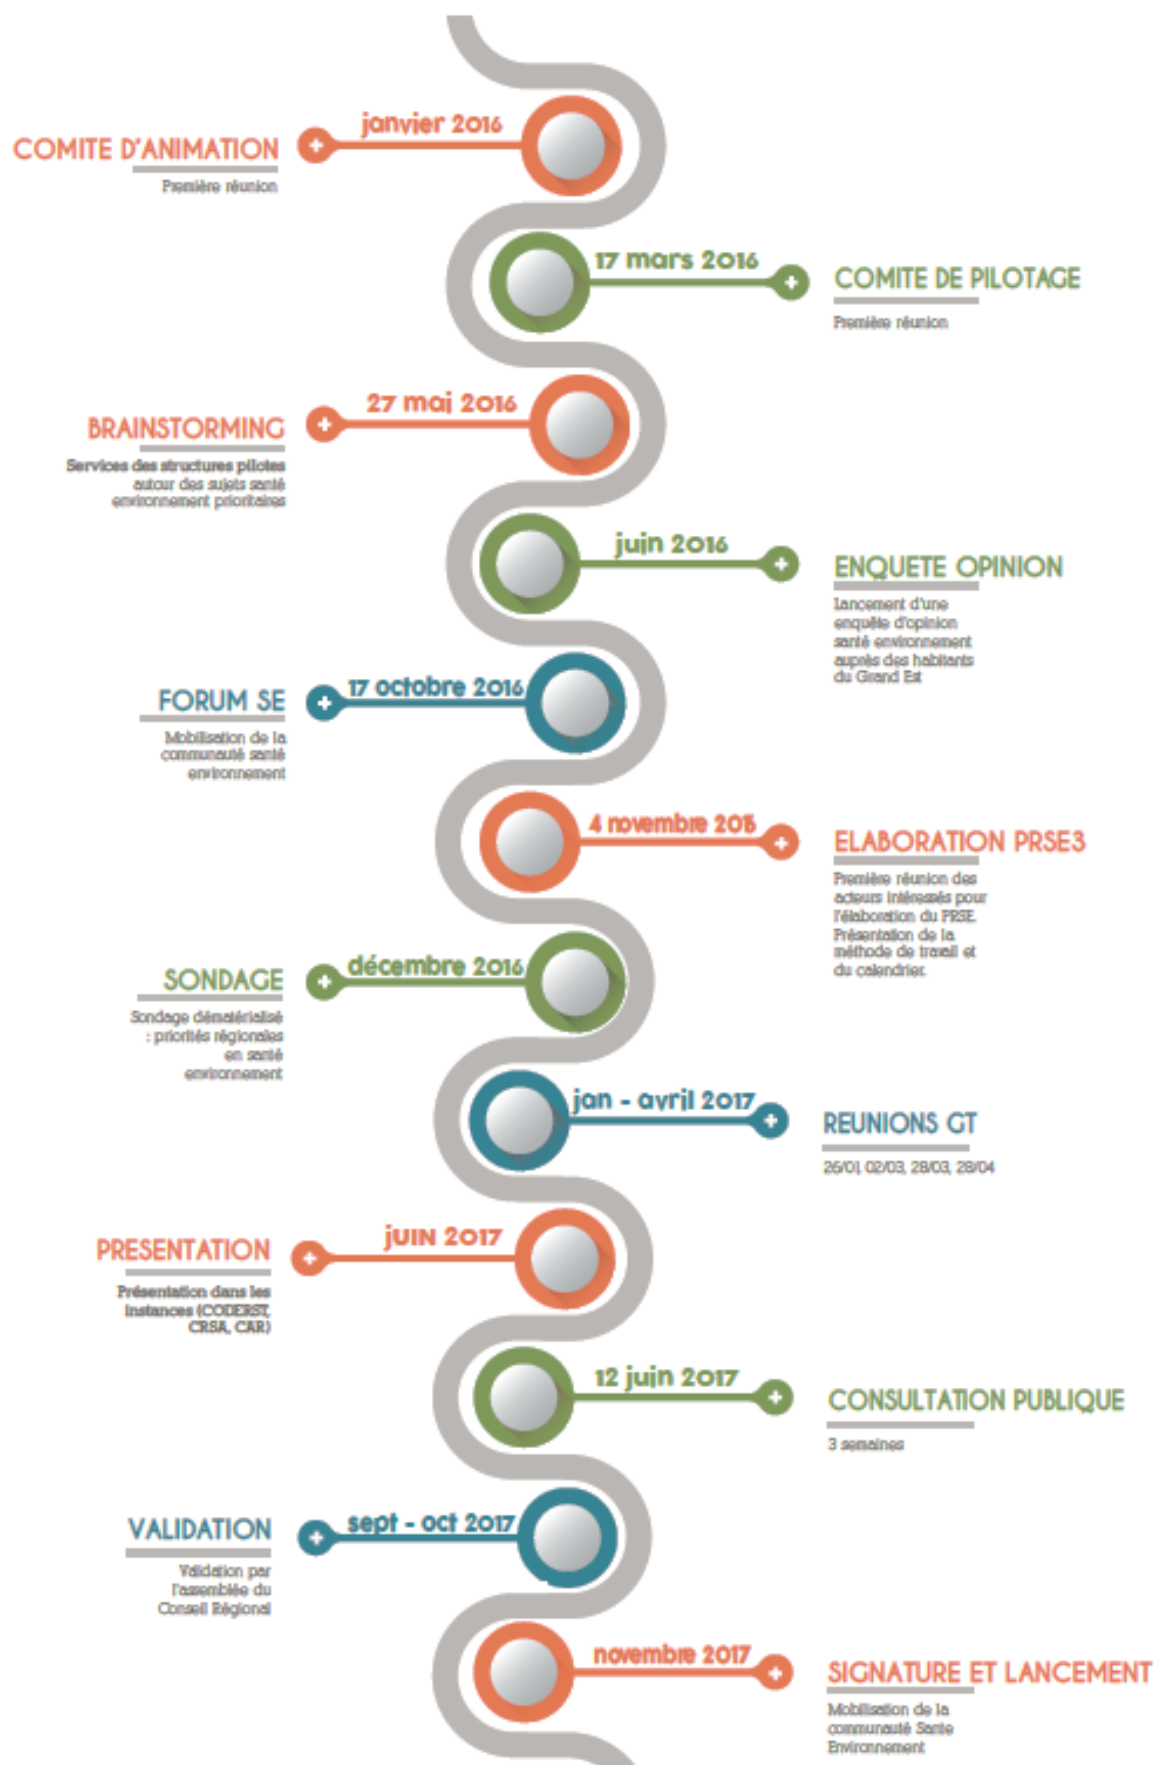 janvier 2016
COMITE D'ANIMATION
Première réunion
17 mars 2016
COMITE DE PILOTAGE
Première réunion
27 mai 2016
BRAINSTORMING
Services des structures pilotes
autour des sujets santé
environnement prioritaires
juin 2016
ENQUETE OPINION
Lancement d'une
enquête d'opinion
santé environnement
auprès des habitants
du Grand Est
17 octobre 2016
FORUM SE
Mobilisation de la
communauté santé
environnement
4 novembre
ELABORATION PRSE3
Première réunion des
acteurs intéressés pour
l'élaboration du PRSE.
Présentation de la
méthode de travail et
du calendrier.
décembre 2016
SONDAGE
Sondage dématérialisé
: priorités régionales
en santé
environnement
jan - avril 2017
REUNIONS GT
26/01, 02/03, 28/03, 28/04
jUIN 2017
PRESENTATION
Présentation dans les
instances (CODERST,
CRSA, CAR)
12 juin 2017
CONSULTATION PUBLIQUE
3 semaines
sept - oct 2017
VALIDATION
Validation par
l'assemblée du
Conseil Régional
novembre 2017
SIGNATURE ET LANCEMENT
Mobilisation de la
communauté Sante
Environnement